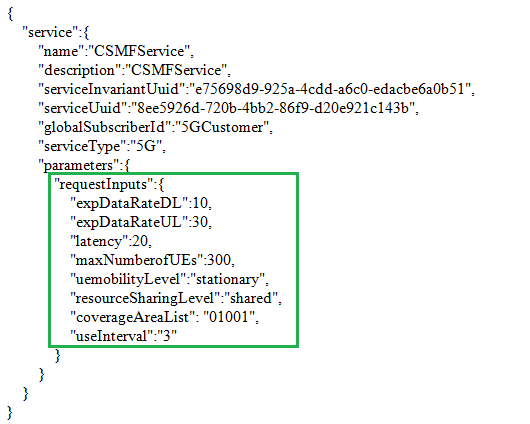 {
"service":{
"name":"CSMFService",
"description":"CSMFService",
"serviceInvariantUuid":"e75698d9-925a-4cdd-a6c0-edacbe6a0b51",
"serviceUuid":"8ee5926d-720b-4bb2-86f9-d20e921c143b",
"globalSubscriberId":"5GCustomer",
"serviceType":"5G",
"parameters":{
"requestInputs":{
"expDataRateDL":10,
"expDataRateUL":30,
"latency":20,
"maxNumberofUEs":300,
"uemobilityLevel":"stationary",
"resourceSharingLevel":"shared",
"coverageAreaList": "01001",
"useInterval":"3"
}
}
}
}